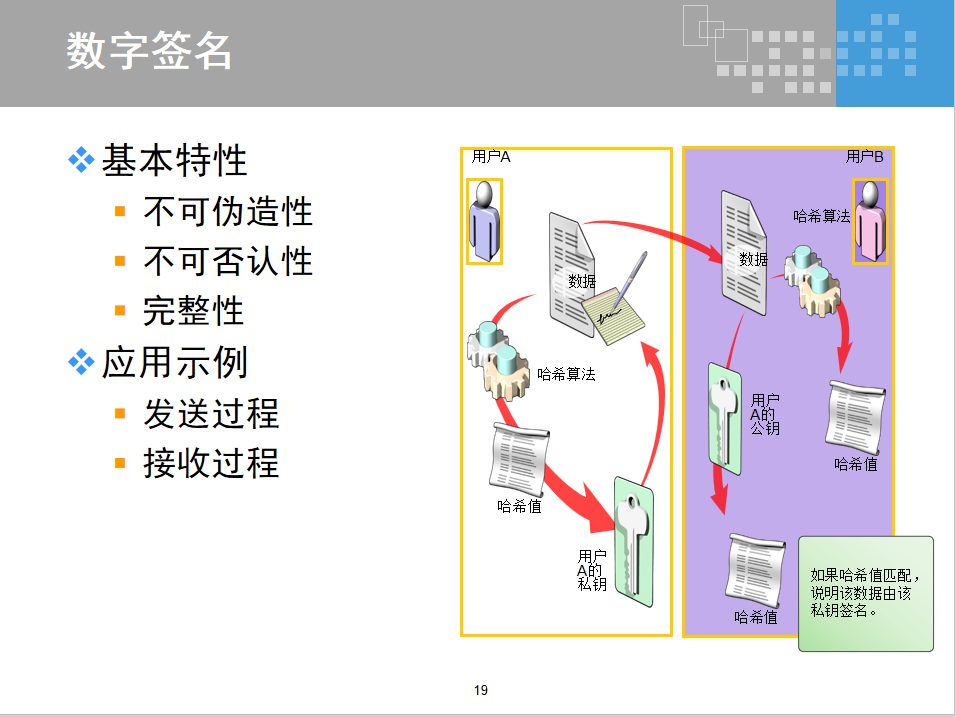 数字签名
基本特性
不可伪造性
不可否认性
完整性
应用示例
发送过程
接收过程
用户A
数据
哈希算法
哈希值
用户
A的
私钥
用户B
哈希算法
数据
用户
A的
公钥
哈希值
哈希值
如果哈希值匹配，
说明该数据由该
私钥签名。
19